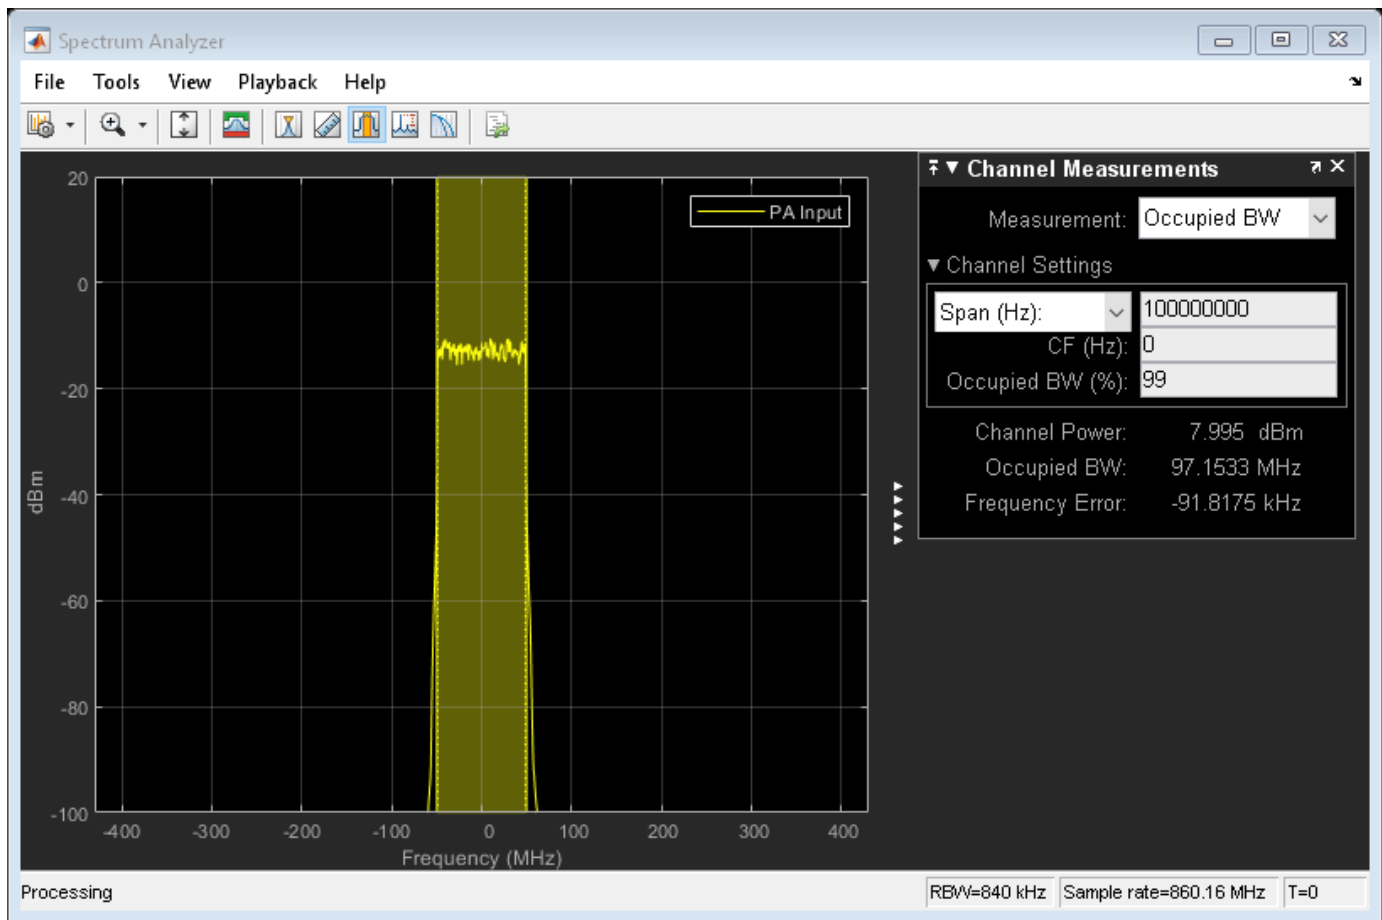 Spectrum Analyzer
File Tools View Playback Help
Channel Measurements
Measurement: Occupied BW
Channel Settings
Span (Hz): 100000000
CF (Hz): 0
Occupied BW (%): 99
Channel Power: 7.995 dBm
Occupied BW: 97.1533 MHz
Frequency Error: -91.8175 kHz
PA Input
20
0
-20
-40
-60
-80
-100
dBm
-400 -300 -200 -100 0 100 200 300 400
Frequency (MHz)
Processing
RBW=840 kHz Sample rate=860.16 MHz T=0